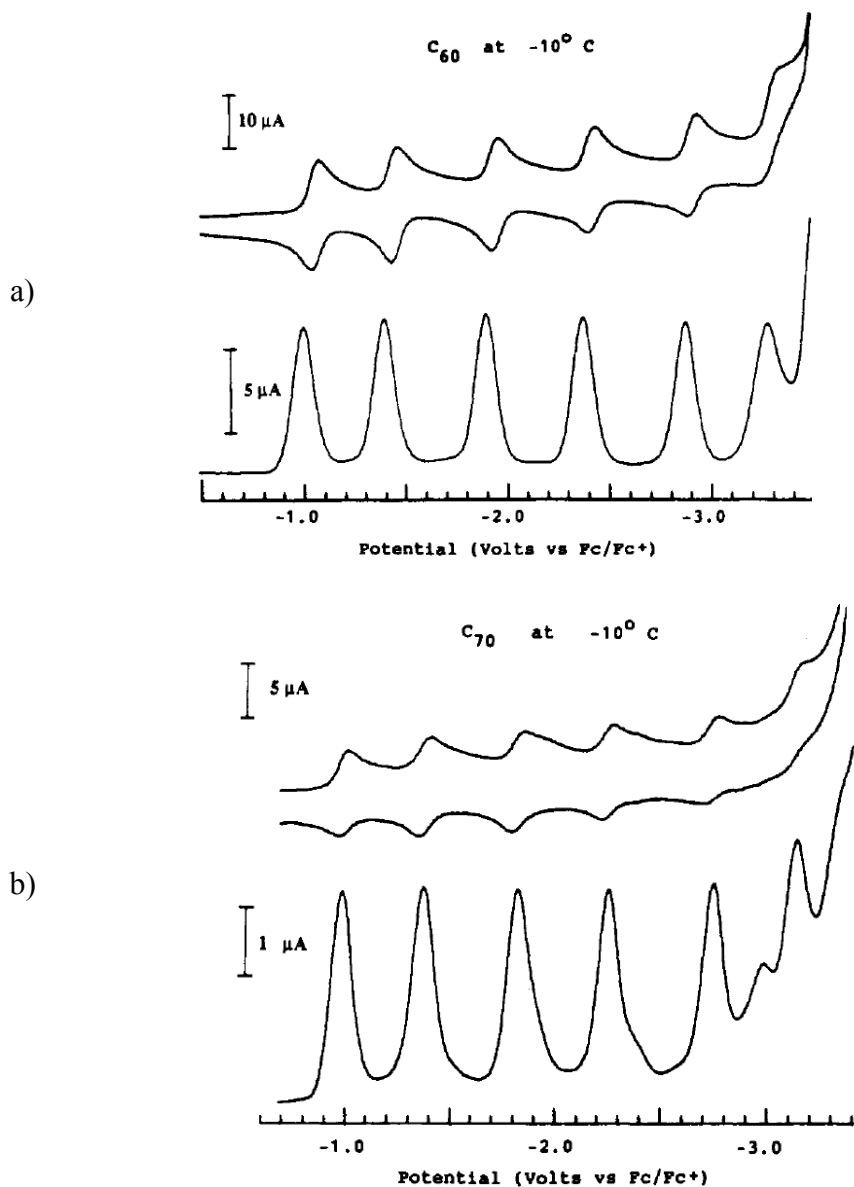 C60 at -10° C
10 μA
a)
5 μA
-1.0 -2.0 -3.0
Potential (Volts vs Fc/Fc+)
C70 at -10° C
5 μA
b)
1 μA
-1.0 -2.0 -3.0
Potential (Volts vs Fc/Fc+)